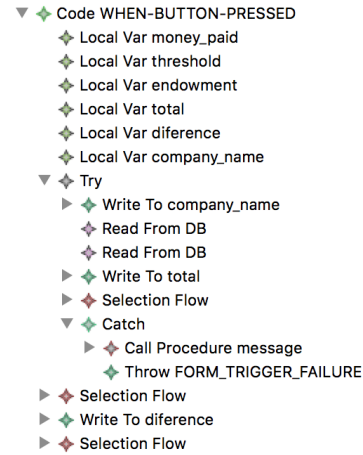 Code WHEN-BUTTON-PRESSED
Local Var money_paid
Local Var threshold
Local Var endowment
Local Var total
Local Var diference
Local Var company_name
Try
Write To company_name
Read From DB
Read From DB
Write To total
Selection Flow
Catch
Call Procedure message
Throw FORM_TRIGGER_FAILURE
Selection Flow
Write To diference
Selection Flow